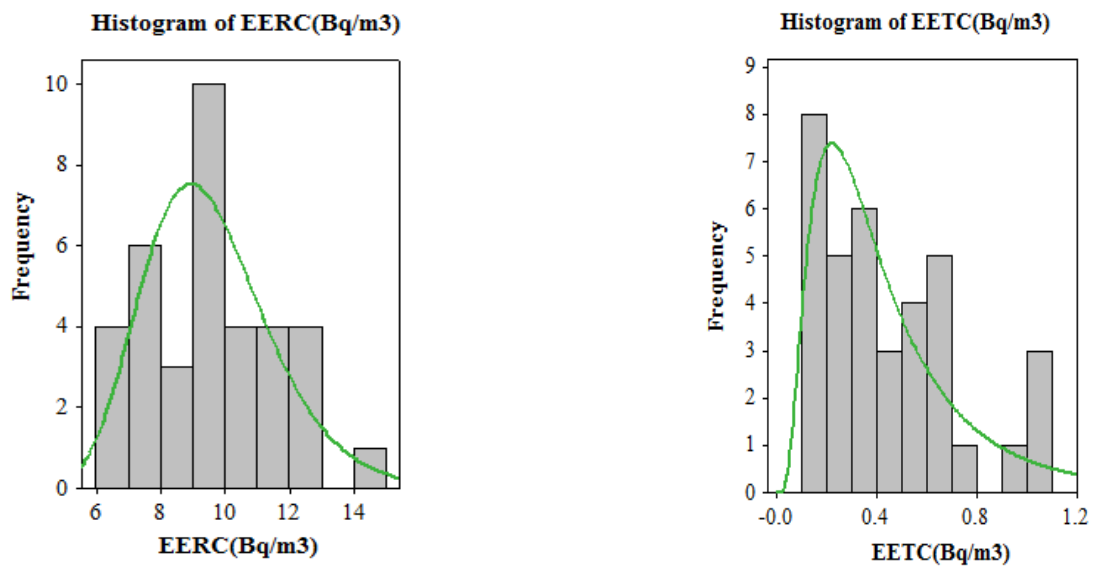 Histogram of EERC(Bq/m3)
Frequency
10
8
6
4
2
0
6 8 10 12 14
EERC(Bq/m3)
Histogram of EETC(Bq/m3)
Frequency
9
8
7
6
5
4
3
2
1
0
-0.0 0.4 0.8 1.2
EETC(Bq/m3)